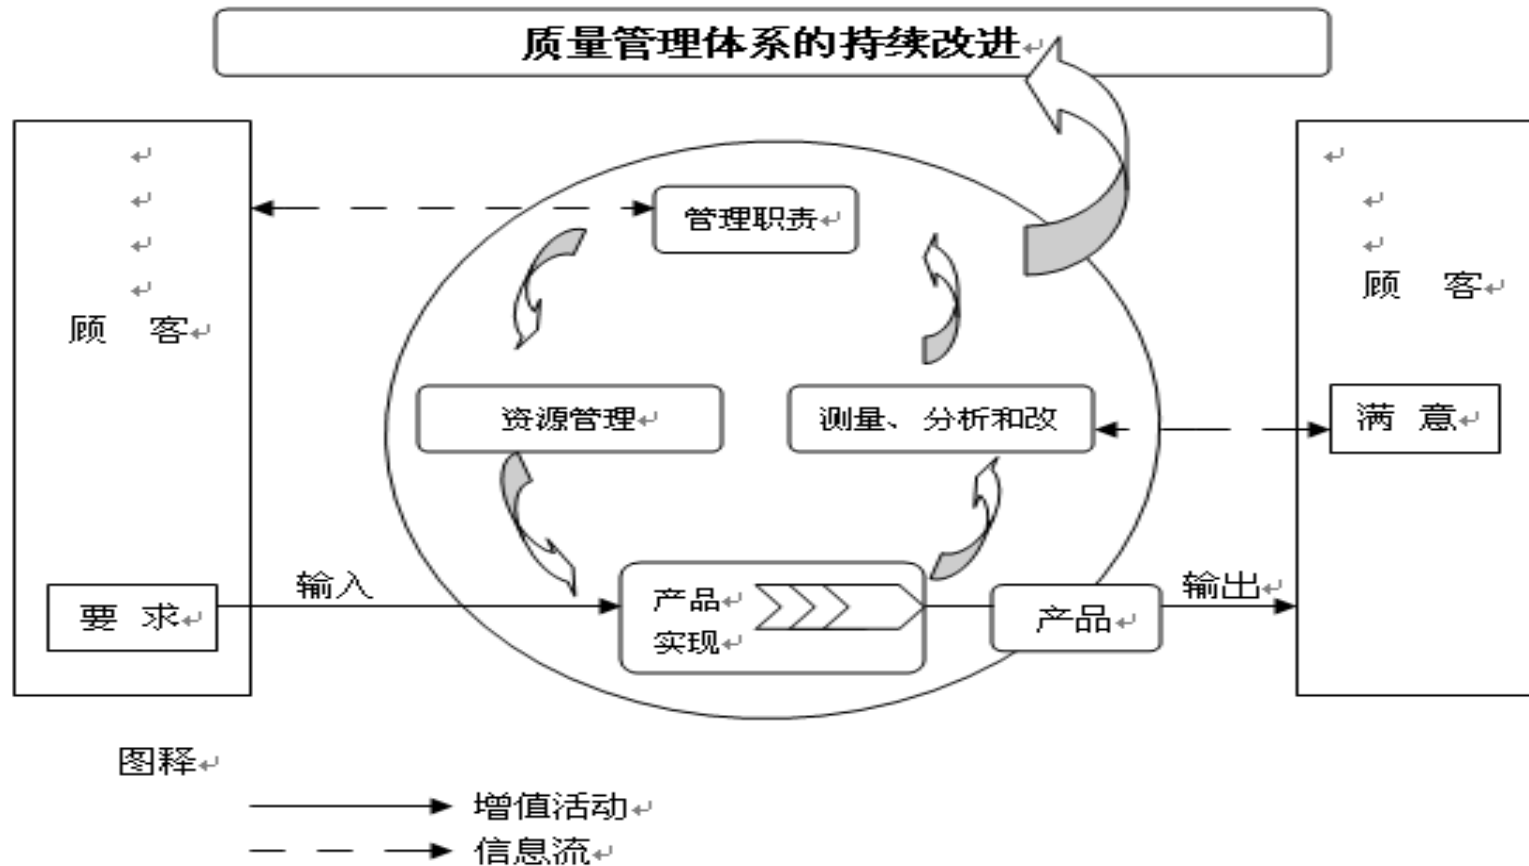 质量管理体系的持续改进
管理职责
顾 客
顾 客
资源管理
测量、分析和改
满 意
要 求
输入
产品
实现
产品
输出
图释
增值活动
信息流